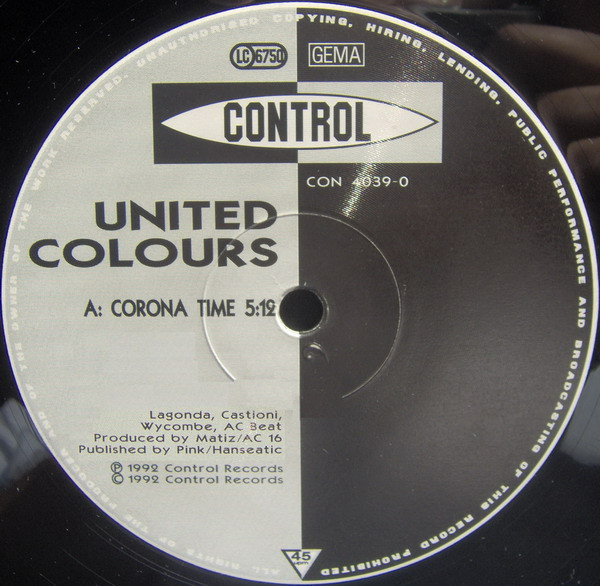 ALL RIGHTS OF THE PRODUCER AND OF THE OWNER OF THE WORK RESERVED. UNAUTHORISED COPYING, HIRING, LENDING, PUBLIC PERFORMANCE AND BROADCASTING OF THIS RECORD PROHIBITED
LC 6750 GEMA
CONTROL
CON 4039-0
UNITED
COLOURS
A: CORONA TIME 5:12
Lagonda, Castioni,
Wycombe, AC Beat
Produced by Matiz/AC 16
Published by Pink/Hanseatic
℗ 1992 Control Records
© 1992 Control Records
45